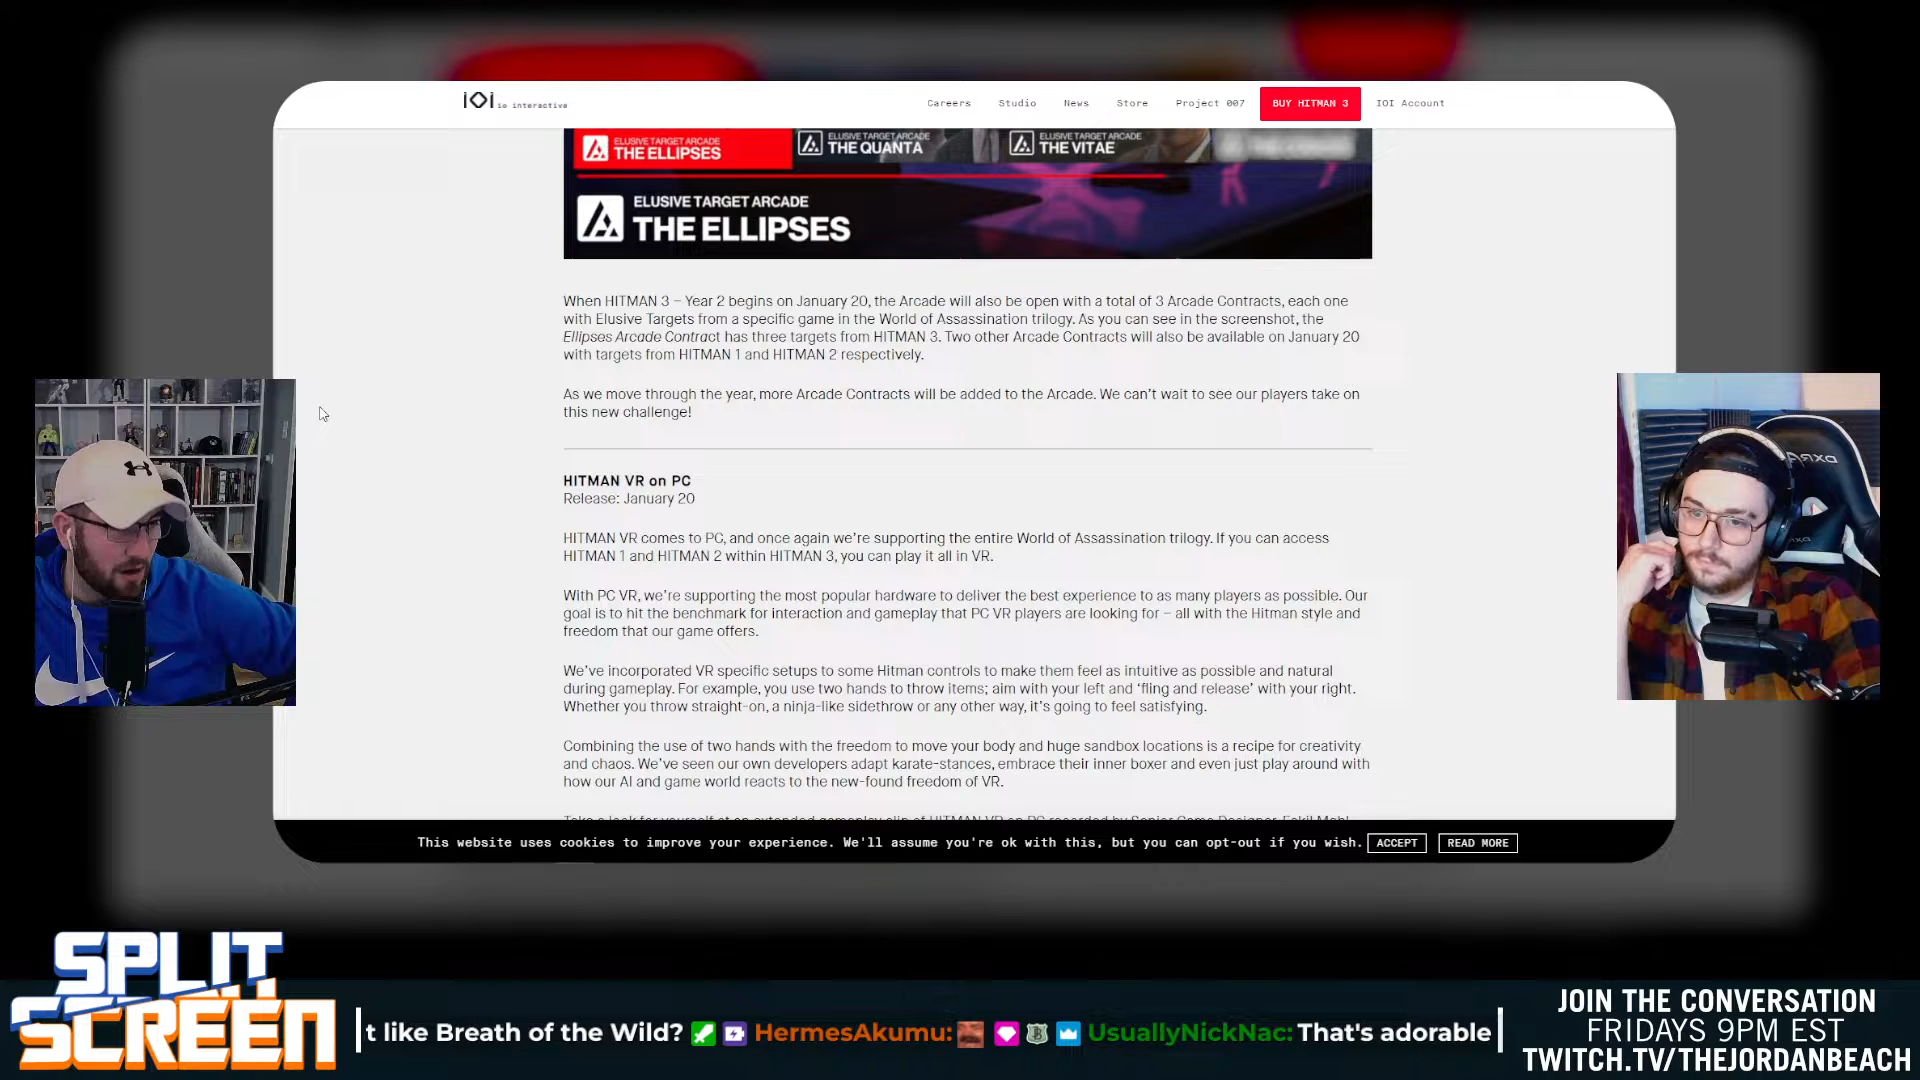 IOI io interactive
Careers Studio News Store Project 007 BUY HITMAN 3 IOI Account
ELUSIVE TARGET ARCADE
THE ELLIPSES
ELUSIVE TARGET ARCADE
THE QUANTA
ELUSIVE TARGET ARCADE
THE VITAE
ELUSIVE TARGET ARCADE
THE ELLIPSES
When HITMAN 3 – Year 2 begins on January 20, the Arcade will also be open with a total of 3 Arcade Contracts, each one
with Elusive Targets from a specific game in the World of Assassination trilogy. As you can see in the screenshot, the
Ellipses Arcade Contract has three targets from HITMAN 3. Two other Arcade Contracts will also be available on January 20
with targets from HITMAN 1 and HITMAN 2 respectively.
As we move through the year, more Arcade Contracts will be added to the Arcade. We can't wait to see our players take on
this new challenge!
HITMAN VR on PC
Release: January 20
HITMAN VR comes to PC, and once again we're supporting the entire World of Assassination trilogy. If you can access
HITMAN 1 and HITMAN 2 within HITMAN 3, you can play it all in VR.
With PC VR, we're supporting the most popular hardware to deliver the best experience to as many players as possible. Our
goal is to hit the benchmark for interaction and gameplay that PC VR players are looking for – all with the Hitman style and
freedom that our game offers.
We've incorporated VR specific setups to some Hitman controls to make them feel as intuitive as possible and natural
during gameplay. For example, you use two hands to throw items; aim with your left and 'fling and release' with your right.
Whether you throw straight-on, a ninja-like sidethrow or any other way, it's going to feel satisfying.
Combining the use of two hands with the freedom to move your body and huge sandbox locations is a recipe for creativity
and chaos. We've seen our own developers adapt karate-stances, embrace their inner boxer and even just play around with
how our AI and game world reacts to the new-found freedom of VR.
This website uses cookies to improve your experience. We'll assume you're ok with this, but you can opt-out if you wish. ACCEPT READ MORE
DXR
SPLIT
SCREEN
t like Breath of the Wild? HermesAkumu: UsuallyNickNac: That's adorable
JOIN THE CONVERSATION
FRIDAYS 9PM EST
TWITCH.TV/THEJORDANBEACH